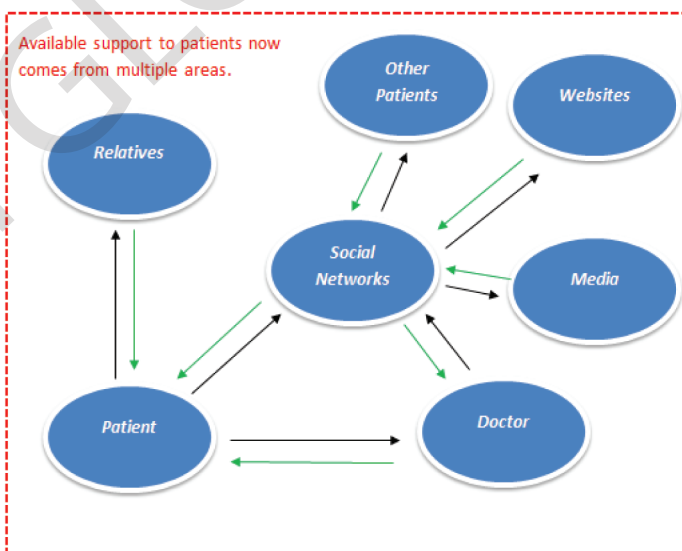 Available support to patients now
comes from multiple areas.
Other
Patients
Websites
Relatives
Social
Networks
Media
Patient
Doctor